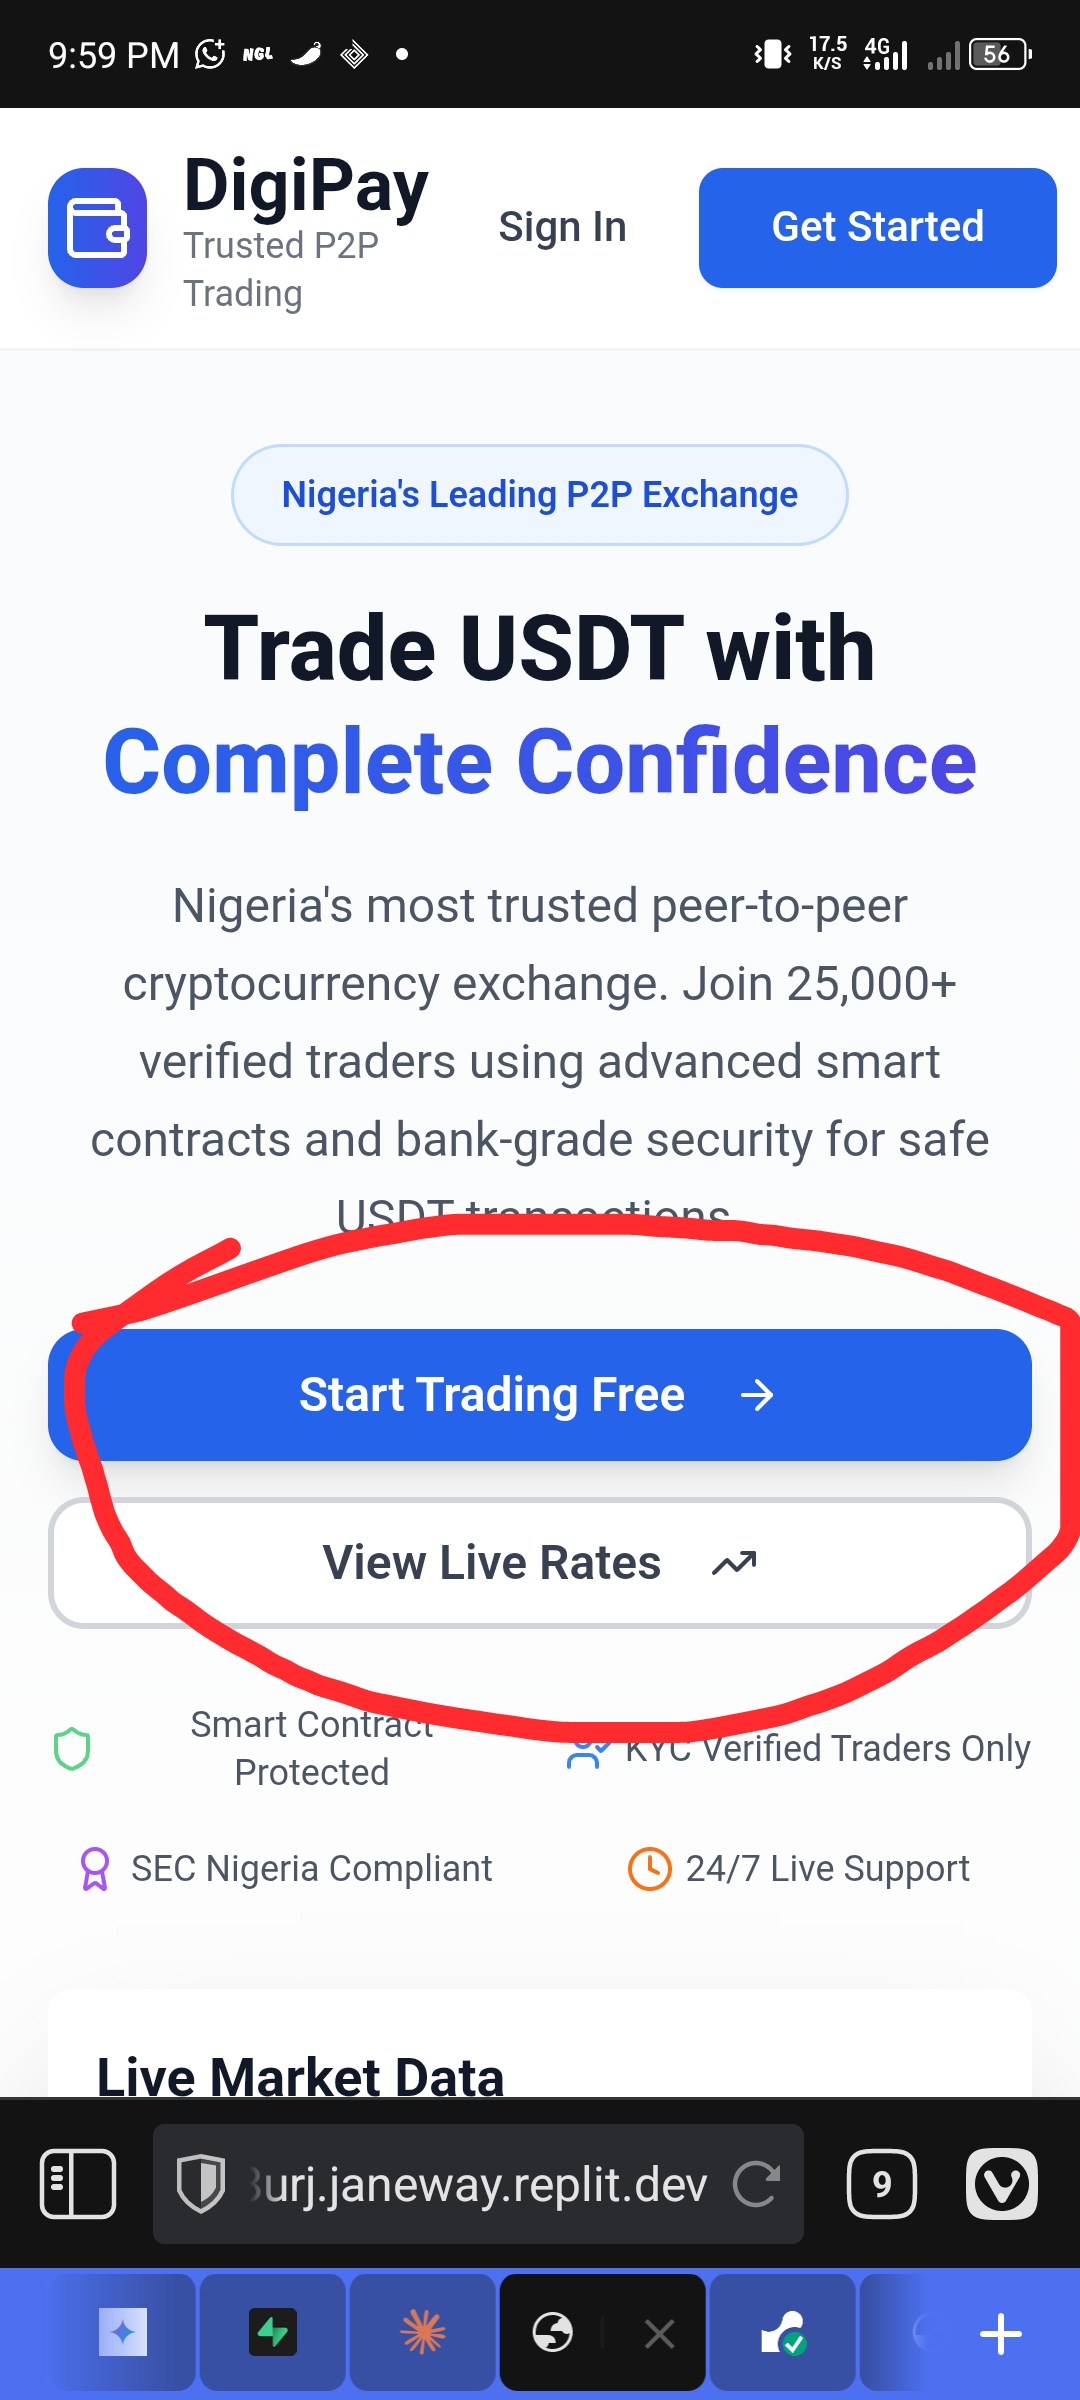 9:59 PM
NGL
17.5
K/S
4G
56
DigiPay
Trusted P2P
Trading
Sign In
Get Started
Nigeria's Leading P2P Exchange
Trade USDT with
Complete Confidence
Nigeria's most trusted peer-to-peer
cryptocurrency exchange. Join 25,000+
verified traders using advanced smart
contracts and bank-grade security for safe
USDT transactions
Start Trading Free
View Live Rates
Smart Contract
Protected
KYC Verified Traders Only
SEC Nigeria Compliant
24/7 Live Support
Live Market Data
urj.janeway.replit.dev
9